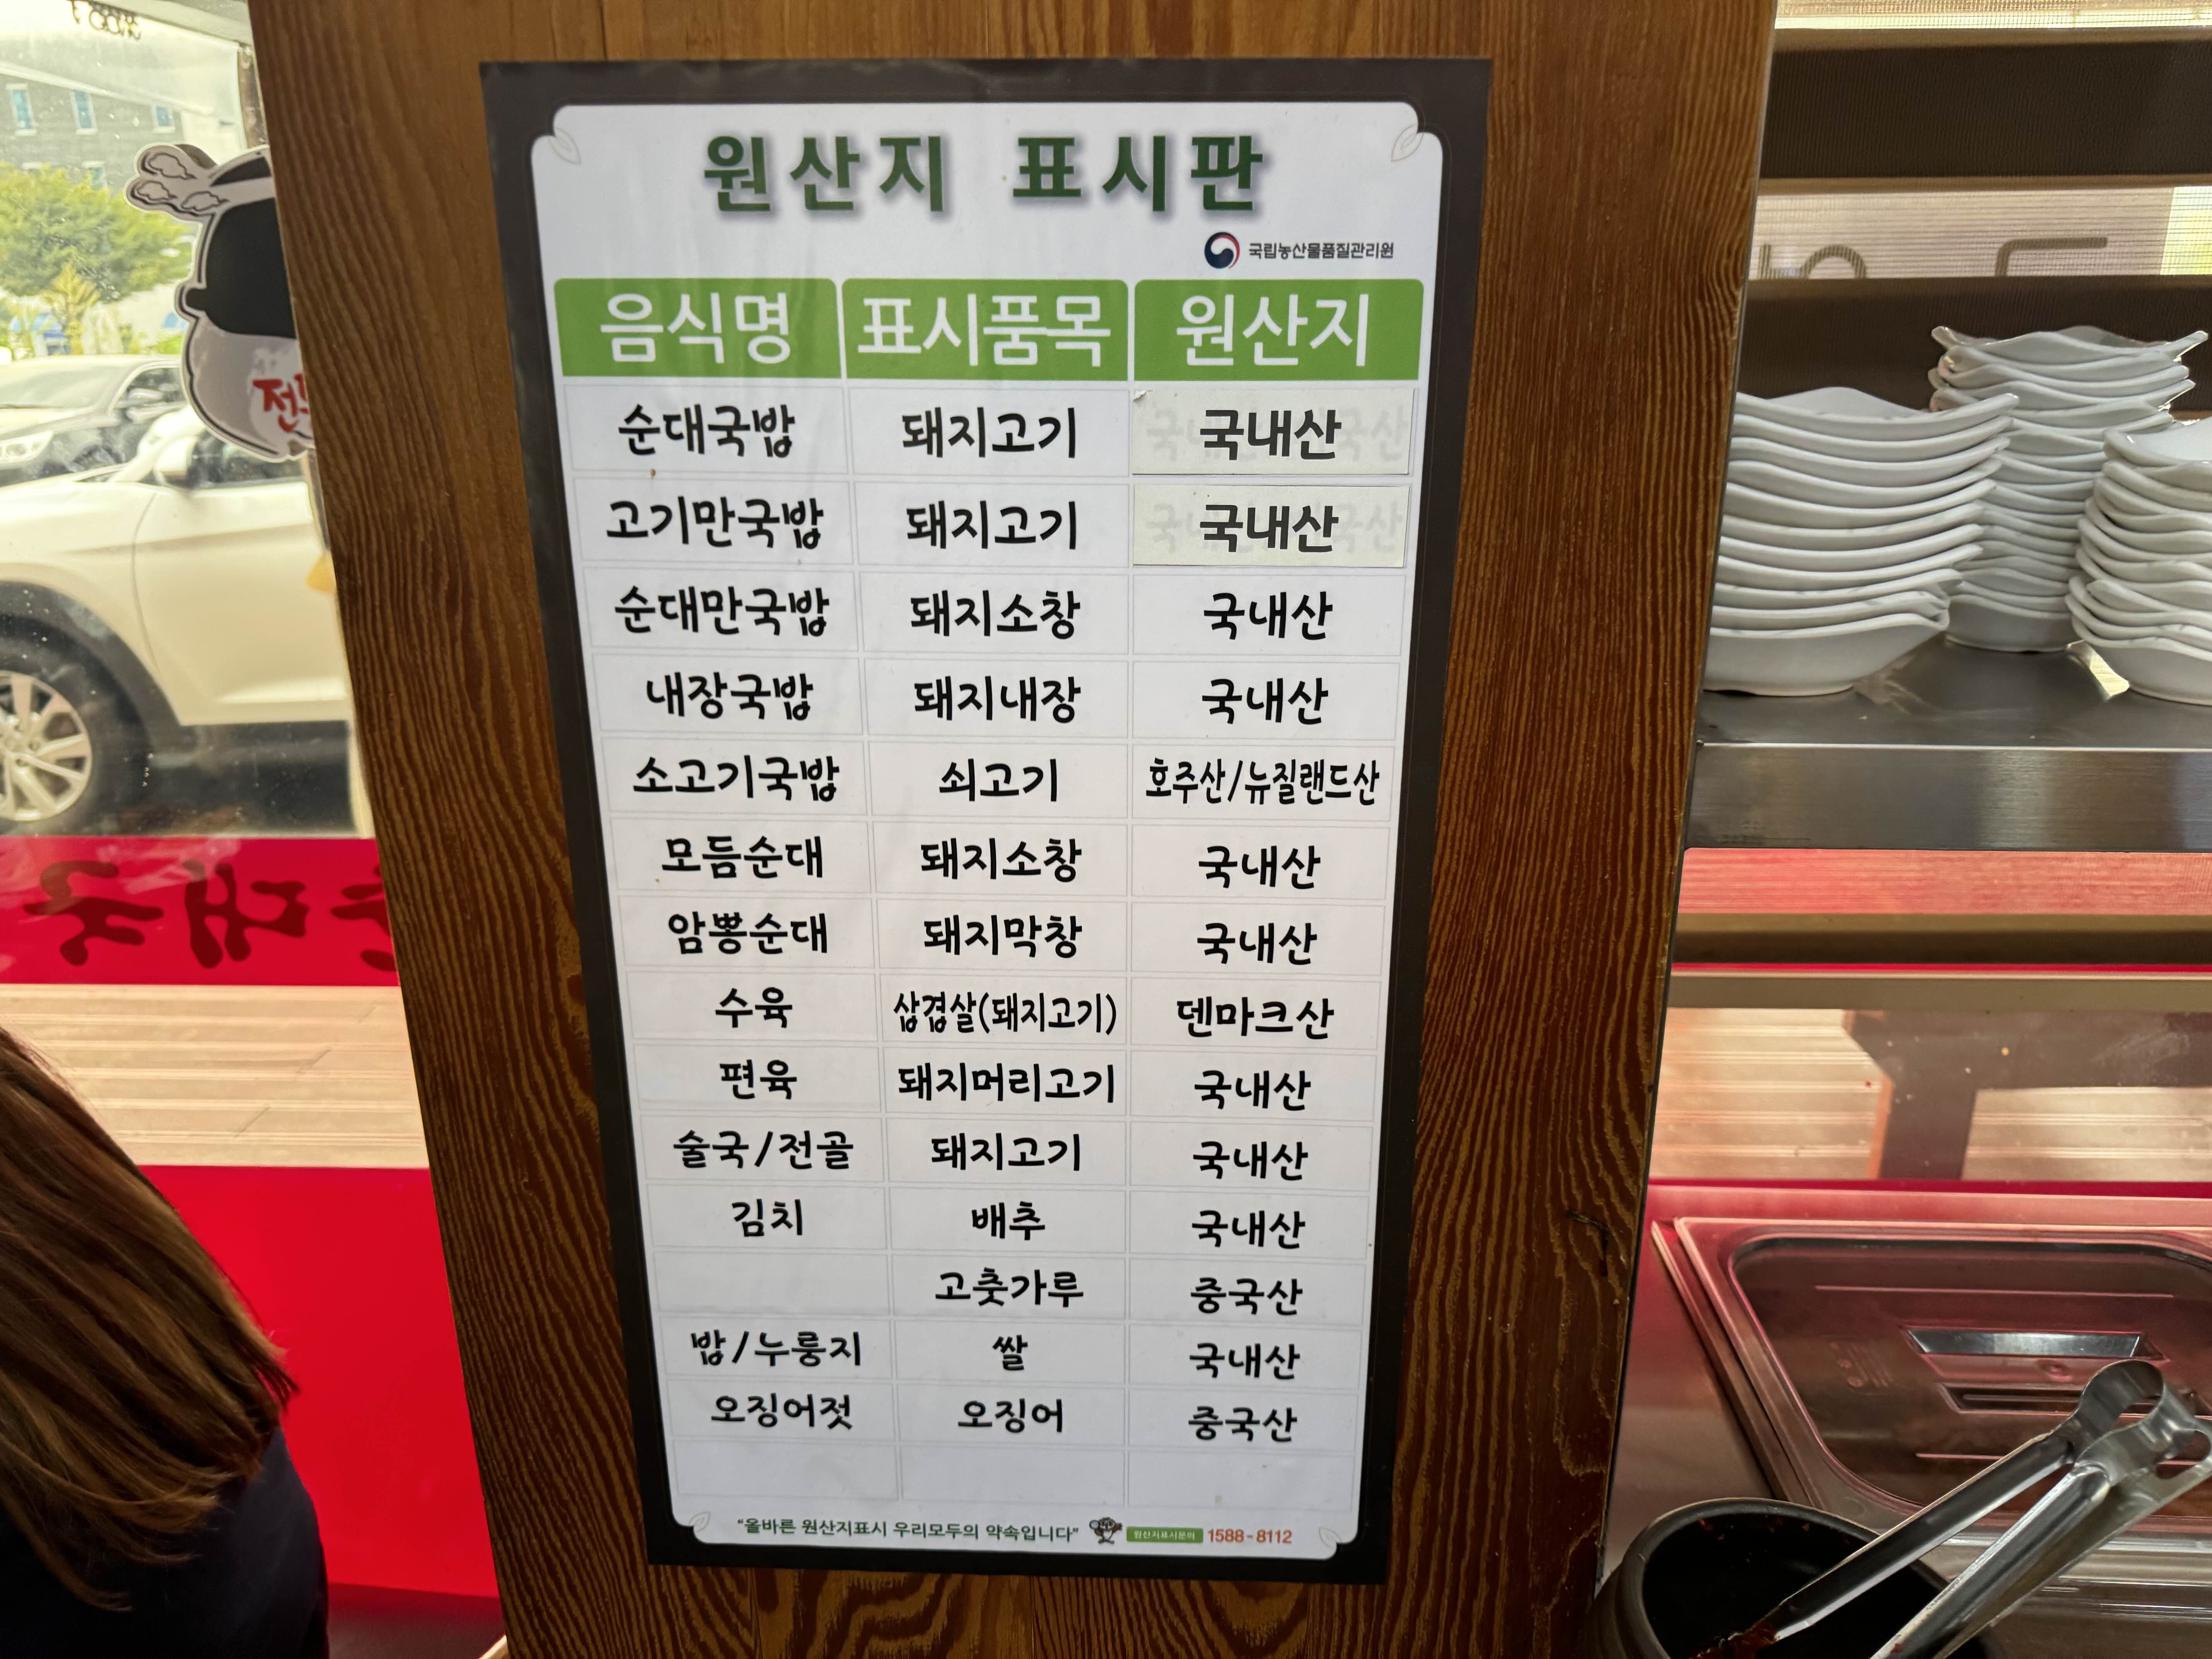 원산지 표시판
국립농산물품질관리원
음식명 표시품목 원산지
순대국밥 돼지고기 국내산
고기만국밥 돼지고기 국내산
순대만국밥 돼지소창 국내산
내장국밥 돼지내장 국내산
소고기국밥 쇠고기 호주산/뉴질랜드산
모듬순대 돼지소창 국내산
암뽕순대 돼지막창 국내산
수육 삼겹살(돼지고기) 덴마크산
편육 돼지머리고기 국내산
술국/전골 돼지고기 국내산
김치 배추 국내산
고춧가루 중국산
밥/누룽지 쌀 국내산
오징어젓 오징어 중국산
"올바른 원산지표시 우리모두의 약속입니다" 원산지표시문의 1588-8112
순대국